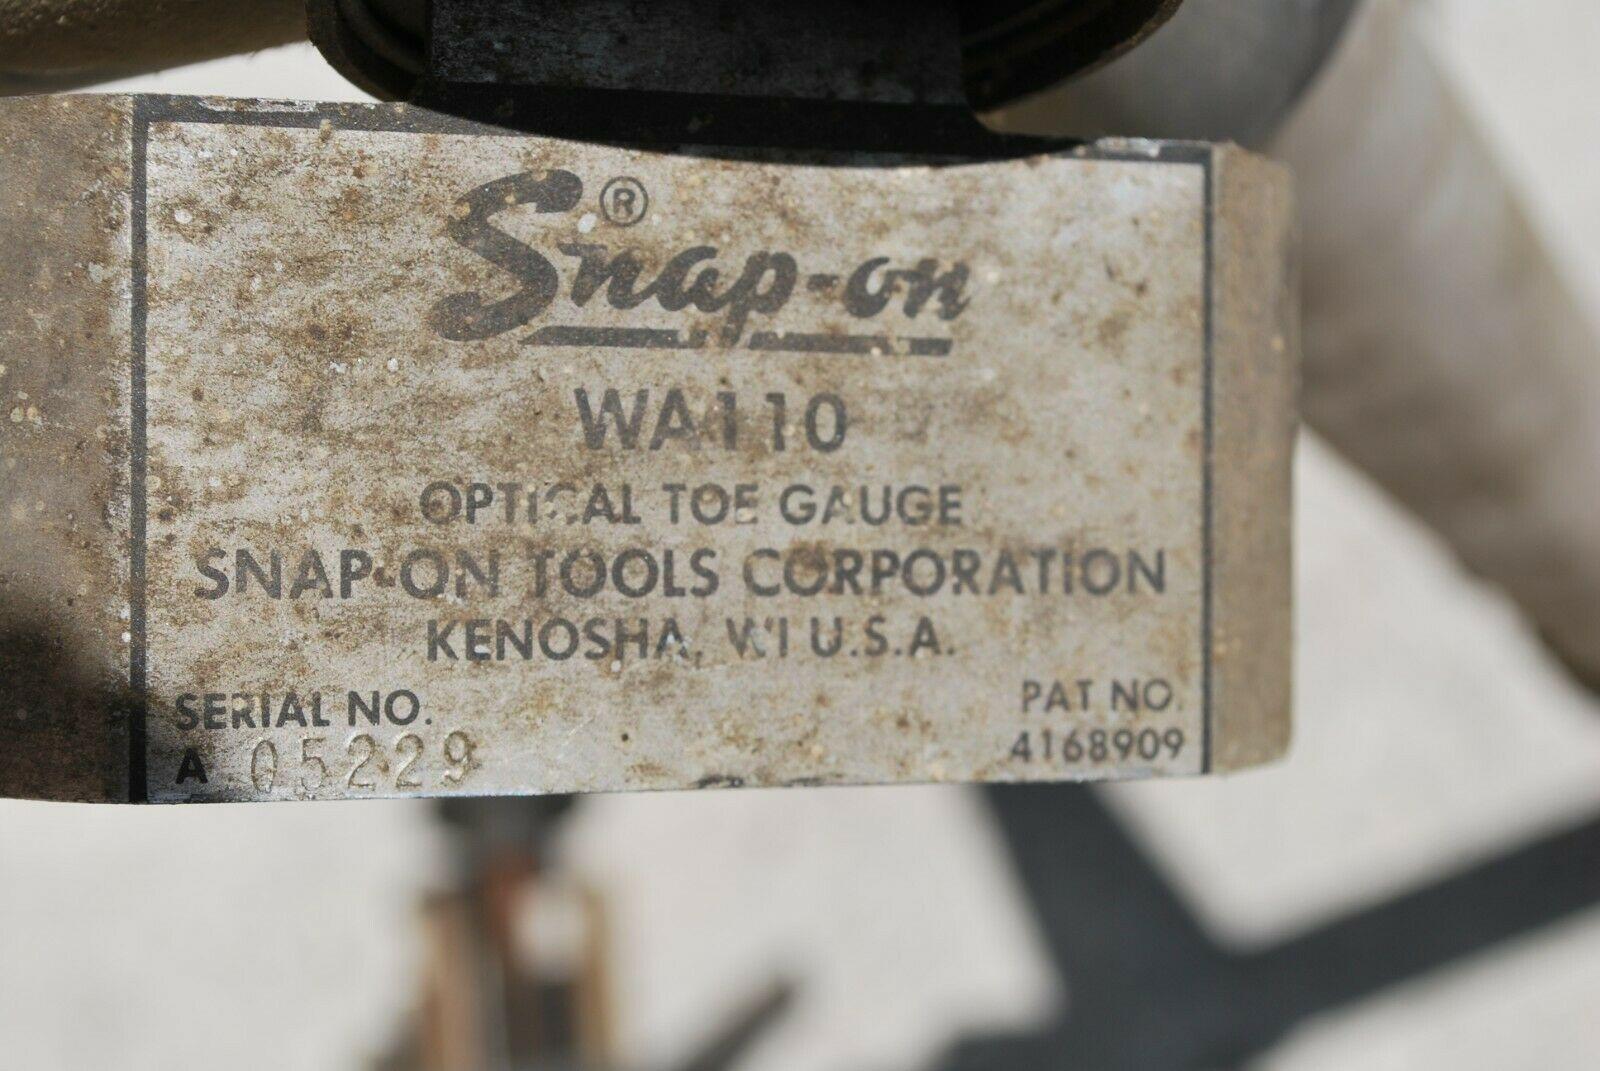 Snap-on®
WA110
OPTICAL TOE GAUGE
SNAP-ON TOOLS CORPORATION
KENOSHA, WI U.S.A.
SERIAL NO.
A 05229
PAT NO.
4168909